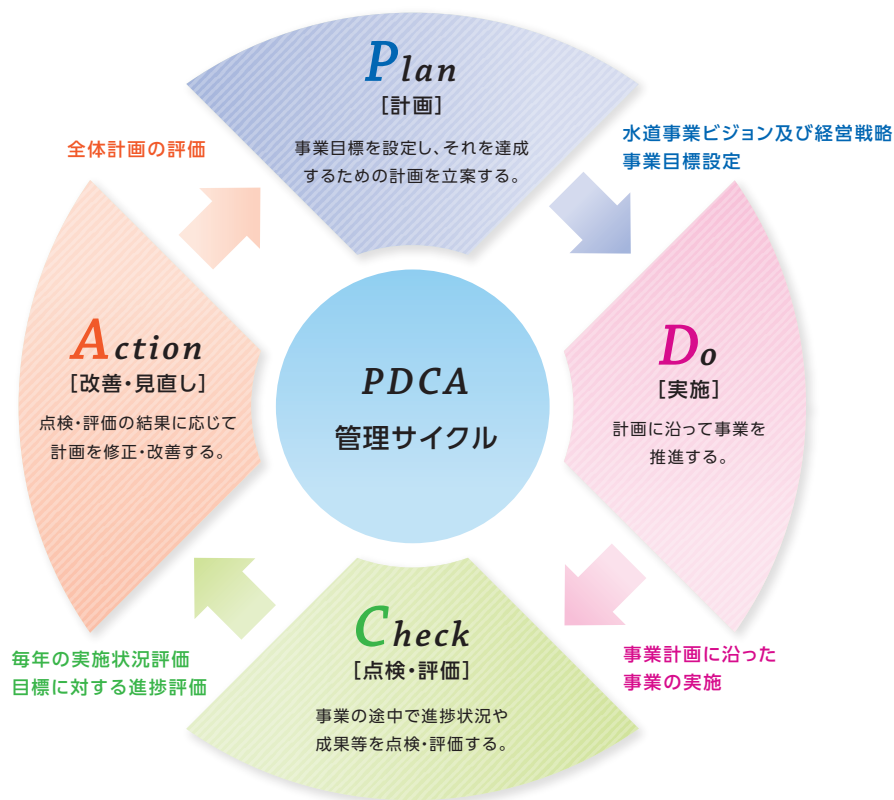 Plan
[計画]
事業目標を設定し、それを達成
するための計画を立案する。
水道事業ビジョン及び経営戦略
事業目標設定
Do
[実施]
計画に沿って事業を
推進する。
事業計画に沿った
事業の実施
Check
[点検・評価]
事業の途中で進捗状況や
成果等を点検・評価する。
毎年の実施状況評価
目標に対する進捗評価
Action
[改善・見直し]
点検・評価の結果に応じて
計画を修正・改善する。
全体計画の評価
PDCA
管理サイクル